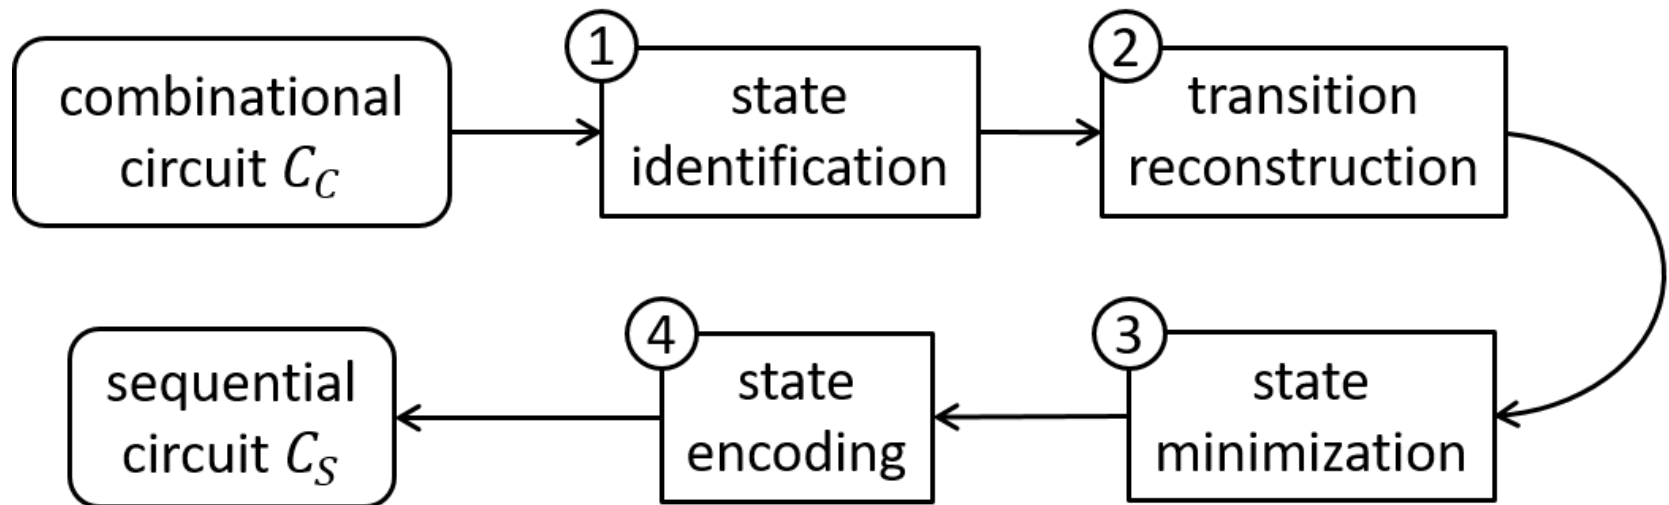 combinational
circuit C_C
1
state
identification
2
transition
reconstruction
3
state
minimization
4
state
encoding
sequential
circuit C_S